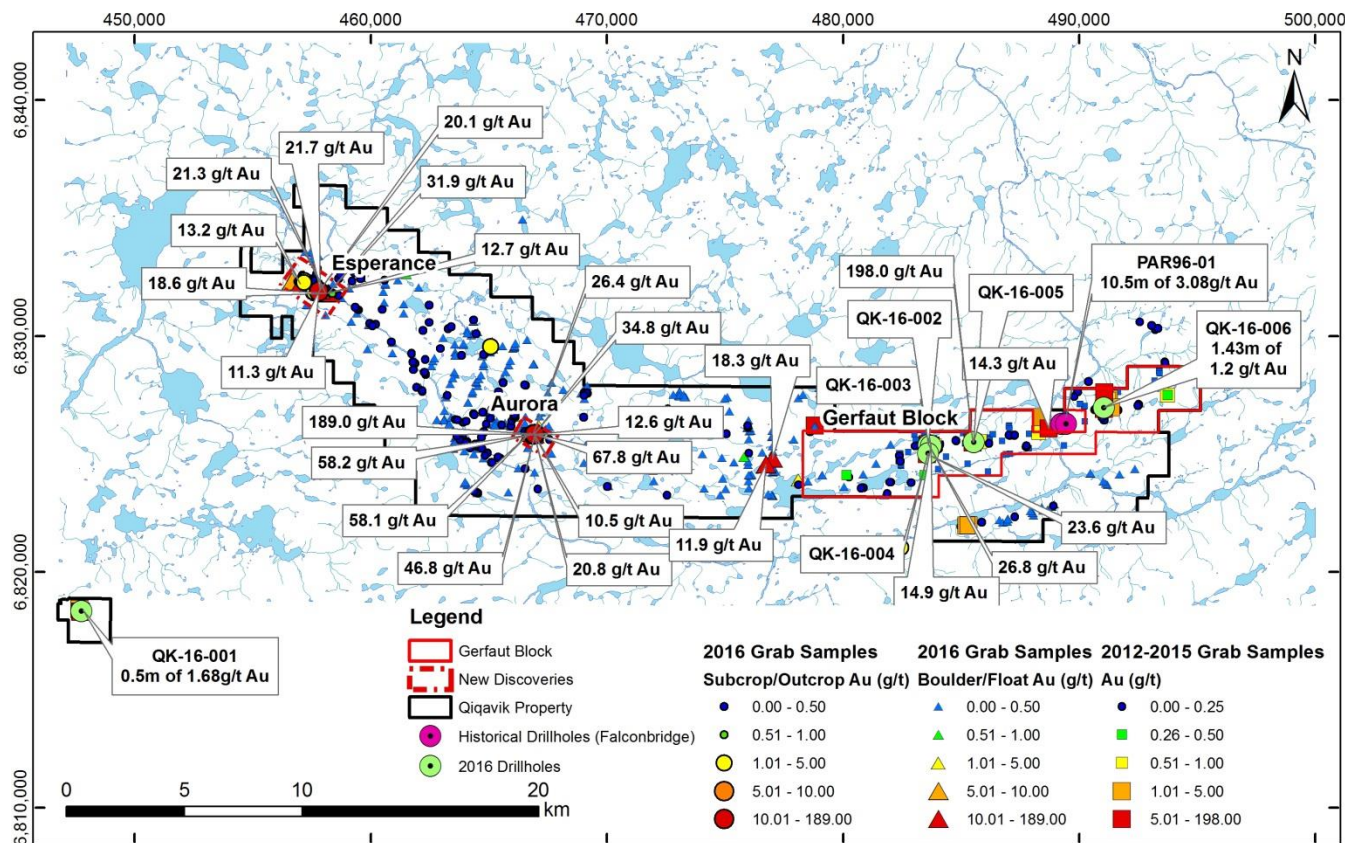 450,000
460,000
470,000
480,000
490,000
500,000
6,840,000
6,830,000
6,820,000
6,810,000
N
20.1 g/t Au
21.7 g/t Au
21.3 g/t Au
31.9 g/t Au
13.2 g/t Au
12.7 g/t Au
Esperance
18.6 g/t Au
26.4 g/t Au
198.0 g/t Au
QK-16-005
PAR96-01
10.5m of 3.08g/t Au
QK-16-002
34.8 g/t Au
QK-16-006
1.43m of
1.2 g/t Au
11.3 g/t Au
18.3 g/t Au
QK-16-003
14.3 g/t Au
Aurora
Gerfaut Block
189.0 g/t Au
12.6 g/t Au
58.2 g/t Au
67.8 g/t Au
58.1 g/t Au
10.5 g/t Au
11.9 g/t Au
QK-16-004
23.6 g/t Au
46.8 g/t Au
20.8 g/t Au
26.8 g/t Au
14.9 g/t Au
QK-16-001
0.5m of 1.68g/t Au
Legend
Gerfaut Block
New Discoveries
Qiqavik Property
Historical Drillholes (Falconbridge)
2016 Drillholes
0 5 10 20
km
2016 Grab Samples
Subcrop/Outcrop Au (g/t)
0.00 - 0.50
0.51 - 1.00
1.01 - 5.00
5.01 - 10.00
10.01 - 189.00
2016 Grab Samples
Boulder/Float Au (g/t)
0.00 - 0.50
0.51 - 1.00
1.01 - 5.00
5.01 - 10.00
10.01 - 189.00
2012-2015 Grab Samples
Au (g/t)
0.00 - 0.25
0.26 - 0.50
0.51 - 1.00
1.01 - 5.00
5.01 - 198.00